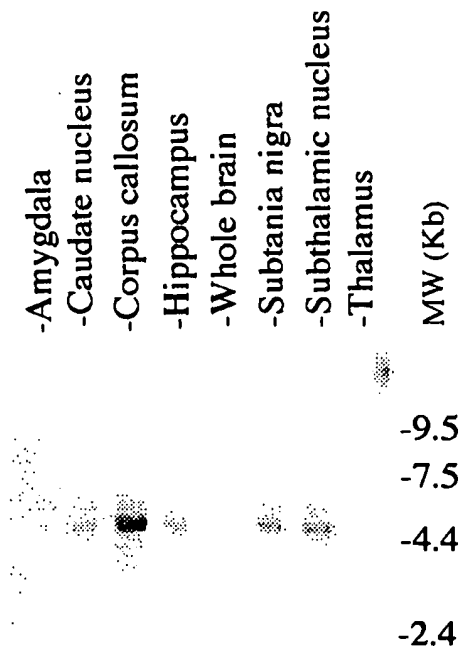 -Amygdala
-Caudate nucleus
-Corpus callosum
-Hippocampus
-Whole brain
-Subtania nigra
-Subthalamic nucleus
-Thalamus
MW (Kb)
-9.5
-7.5
-4.4
-2.4